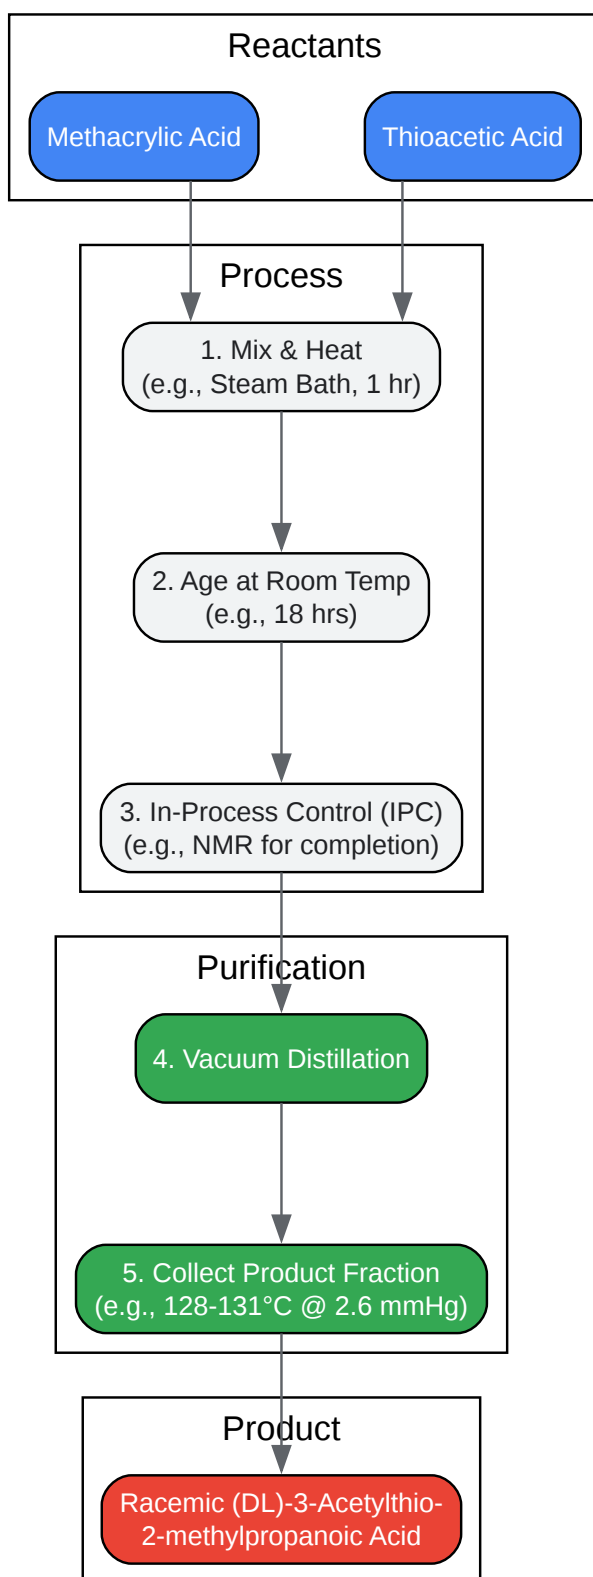 Reactants
Methacrylic Acid
Thioacetic Acid
Process
1. Mix & Heat
(e.g., Steam Bath, 1 hr)
2. Age at Room Temp
(e.g., 18 hrs)
3. In-Process Control (IPC)
(e.g., NMR for completion)
Purification
4. Vacuum Distillation
5. Collect Product Fraction
(e.g., 128-131°C @ 2.6 mmHg)
Product
Racemic (DL)-3-Acetylthio-
2-methylpropanoic Acid